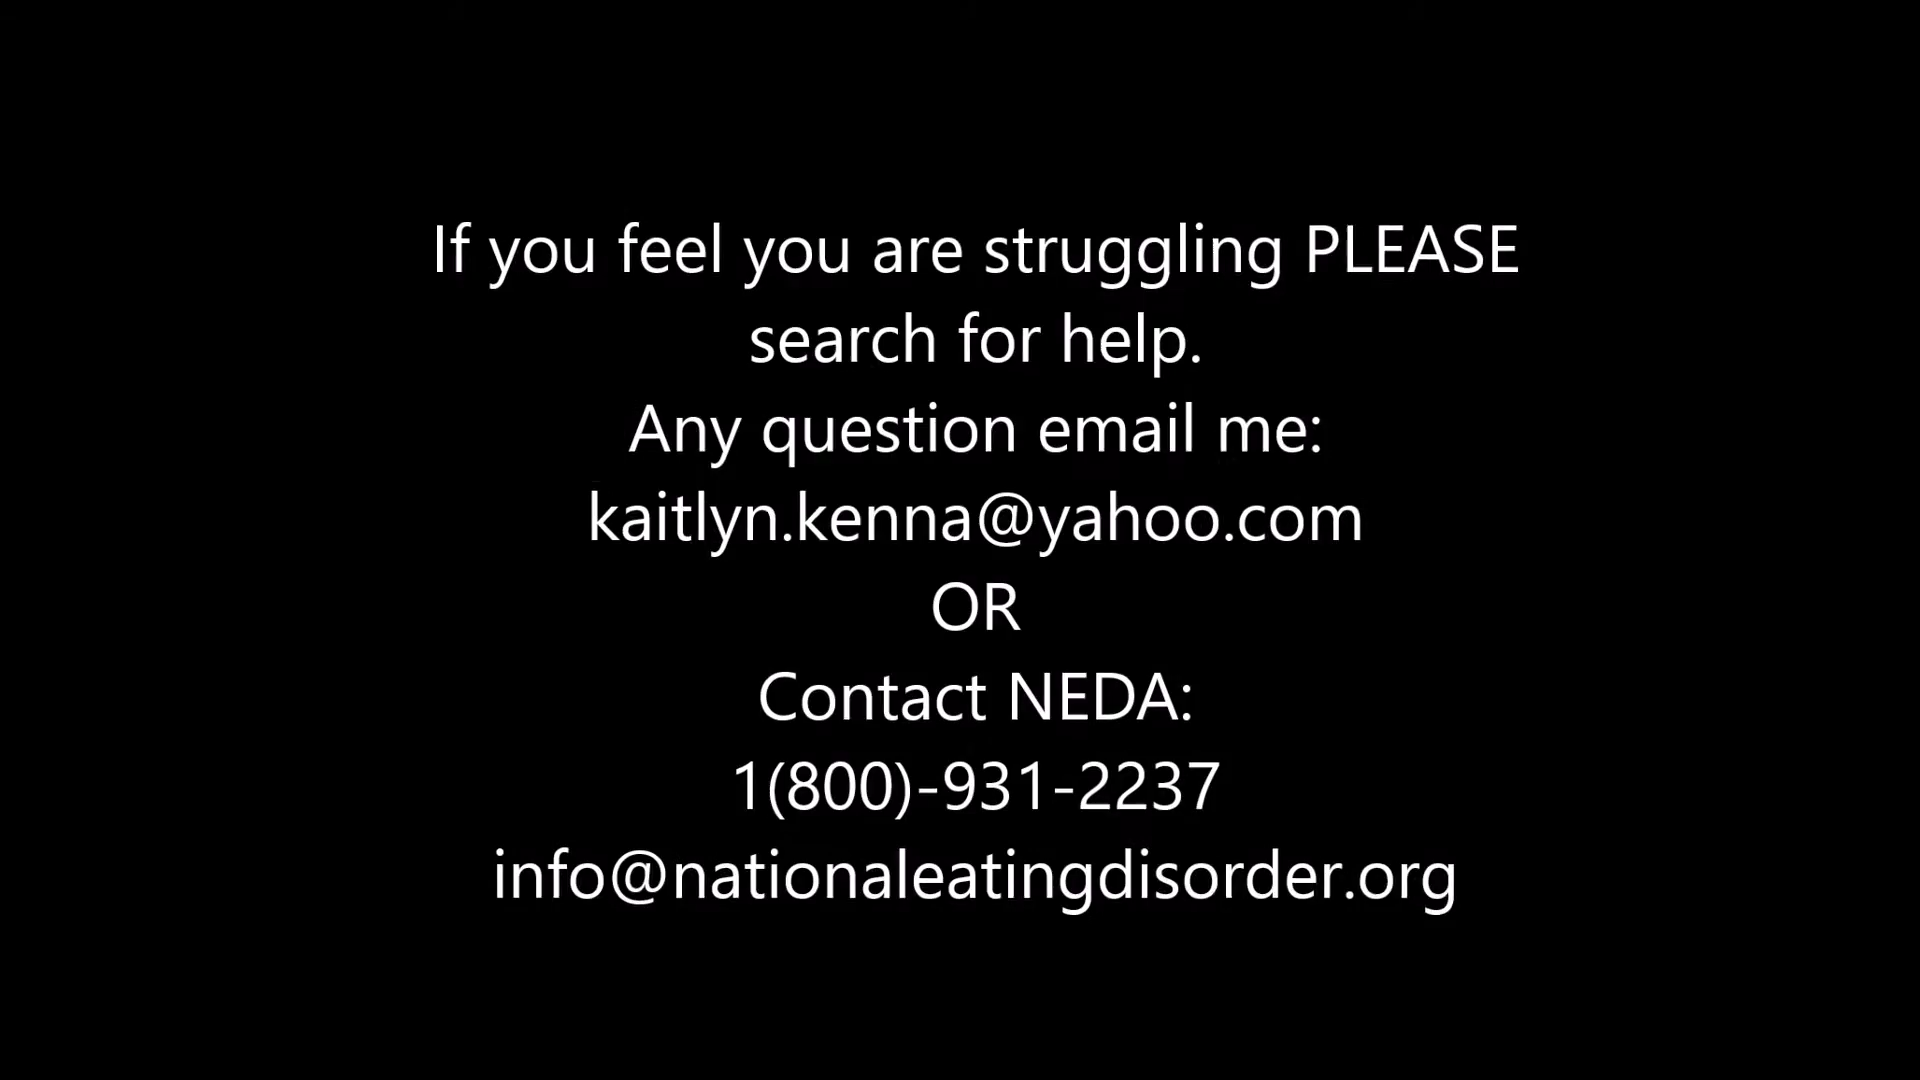 If you feel you are struggling PLEASE
search for help.
Any question email me:
kaitlyn.kenna@yahoo.com
OR
Contact NEDA:
1(800)-931-2237
info@nationaleatingdisorder.org